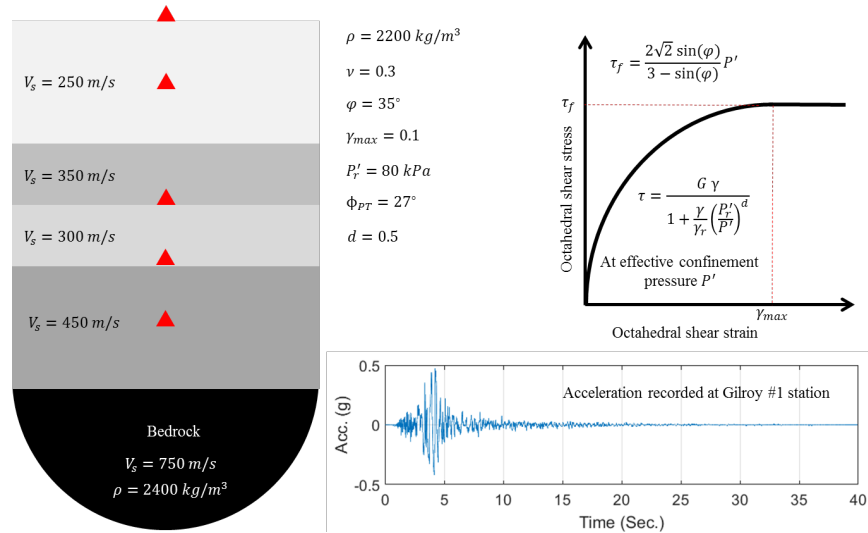 V_s = 250 m/s
V_s = 350 m/s
V_s = 300 m/s
V_s = 450 m/s
Bedrock
V_s = 750 m/s
ρ = 2400 kg/m³
ρ = 2200 kg/m³
ν = 0.3
φ = 35°
γ_max = 0.1
P'_r = 80 kPa
ϕ_PT = 27°
d = 0.5
τ_f = 2√2 sin(φ) / (3 − sin(φ)) P'
τ_f
Octahedral shear stress
τ = G γ / (1 + γ/γ_r (P'_r/P')^d)
At effective confinement
pressure P'
γ_max
Octahedral shear strain
Acceleration recorded at Gilroy #1 station
Acc. (g)
0.5
0
-0.5
0 5 10 15 20 25 30 35 40
Time (Sec.)